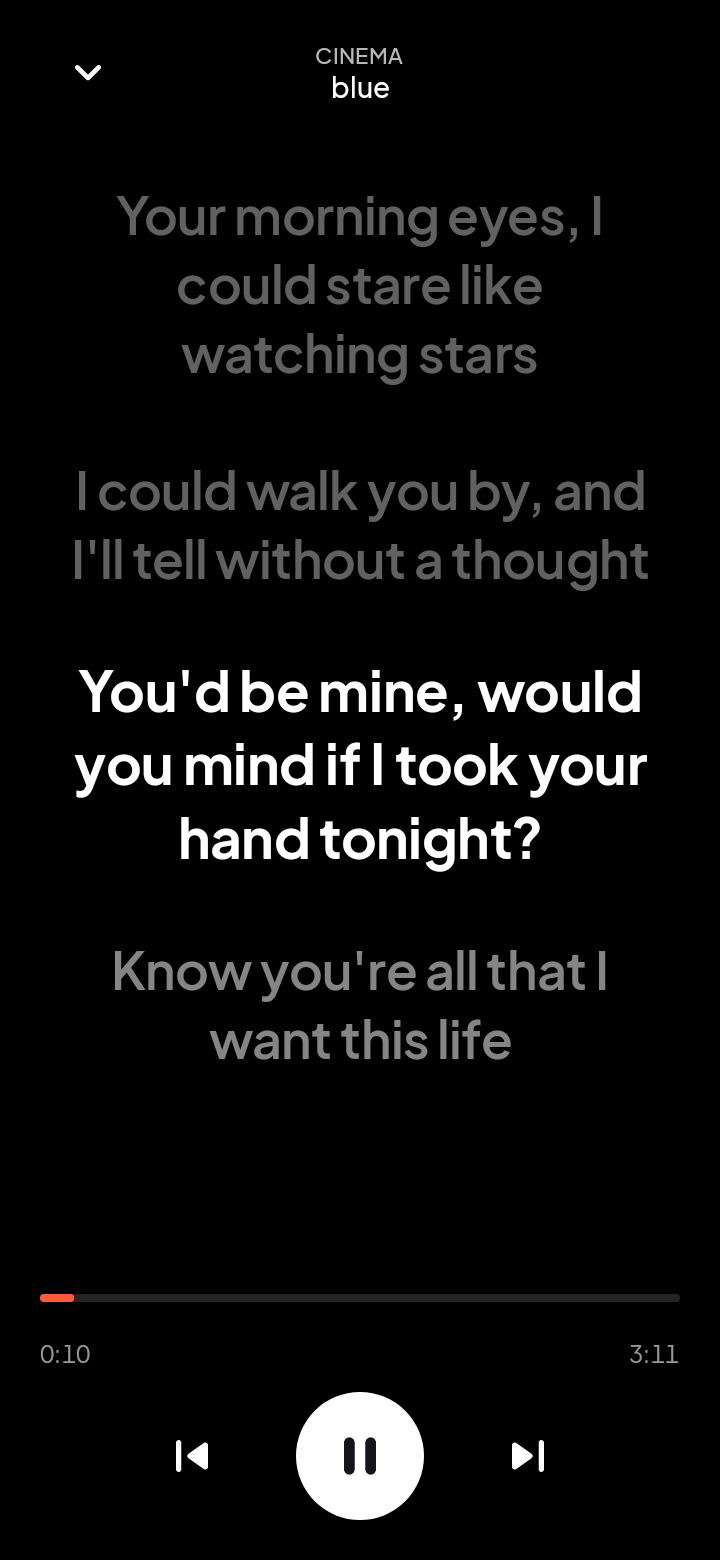 CINEMA
blue
Your morning eyes, I
could stare like
watching stars
I could walk you by, and
I'll tell without a thought
You'd be mine, would
you mind if I took your
hand tonight?
Know you're all that I
want this life
0:10
3:11